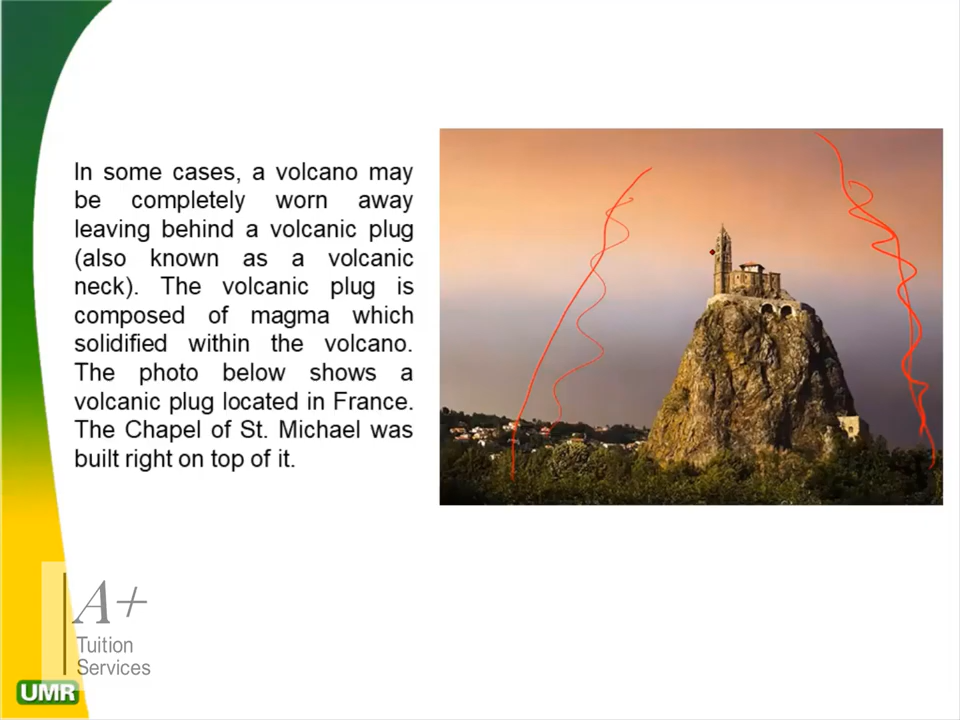 In some cases, a volcano may
be completely worn away
leaving behind a volcanic plug
(also known as a volcanic
neck). The volcanic plug is
composed of magma which
solidified within the volcano.
The photo below shows a
volcanic plug located in France.
The Chapel of St. Michael was
built right on top of it.
A+
Tuition
Services
UMR